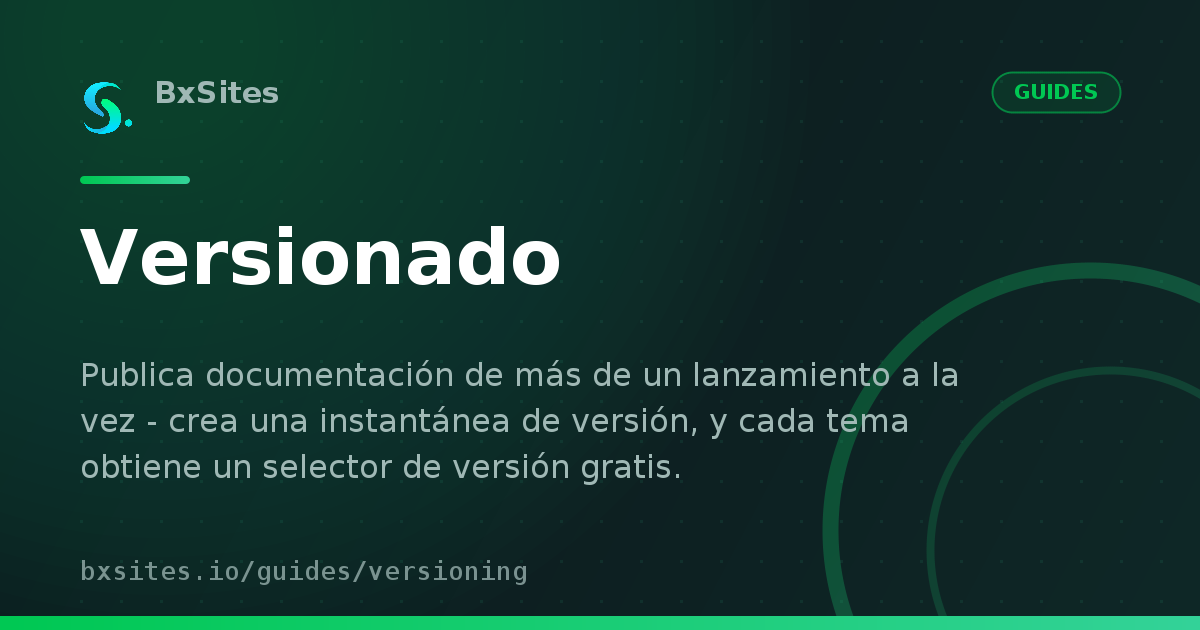 BxSites
GUIDES
Versionado
Publica documentación de más de un lanzamiento a la
vez - crea una instantánea de versión, y cada tema
obtiene un selector de versión gratis.
bxsites.io/guides/versioning